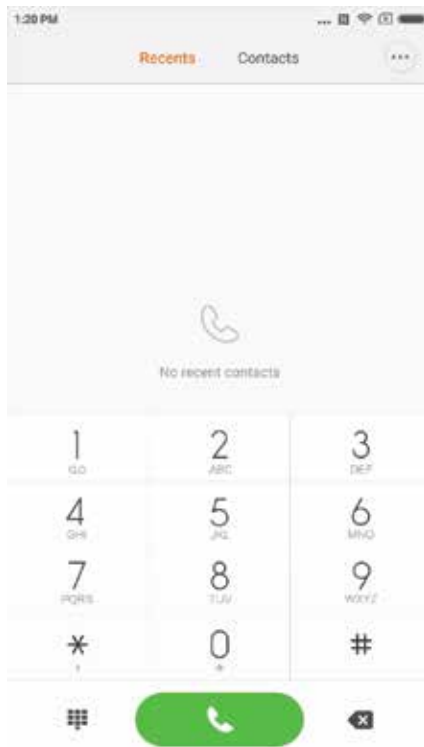 1:20 PM ...
Recents Contacts ...
No recent contacts
1 2 3
ABC DEF
4 5 6
GHI JKL MNO
7 8 9
PQRS TUV WXYZ
* 0 #
, +